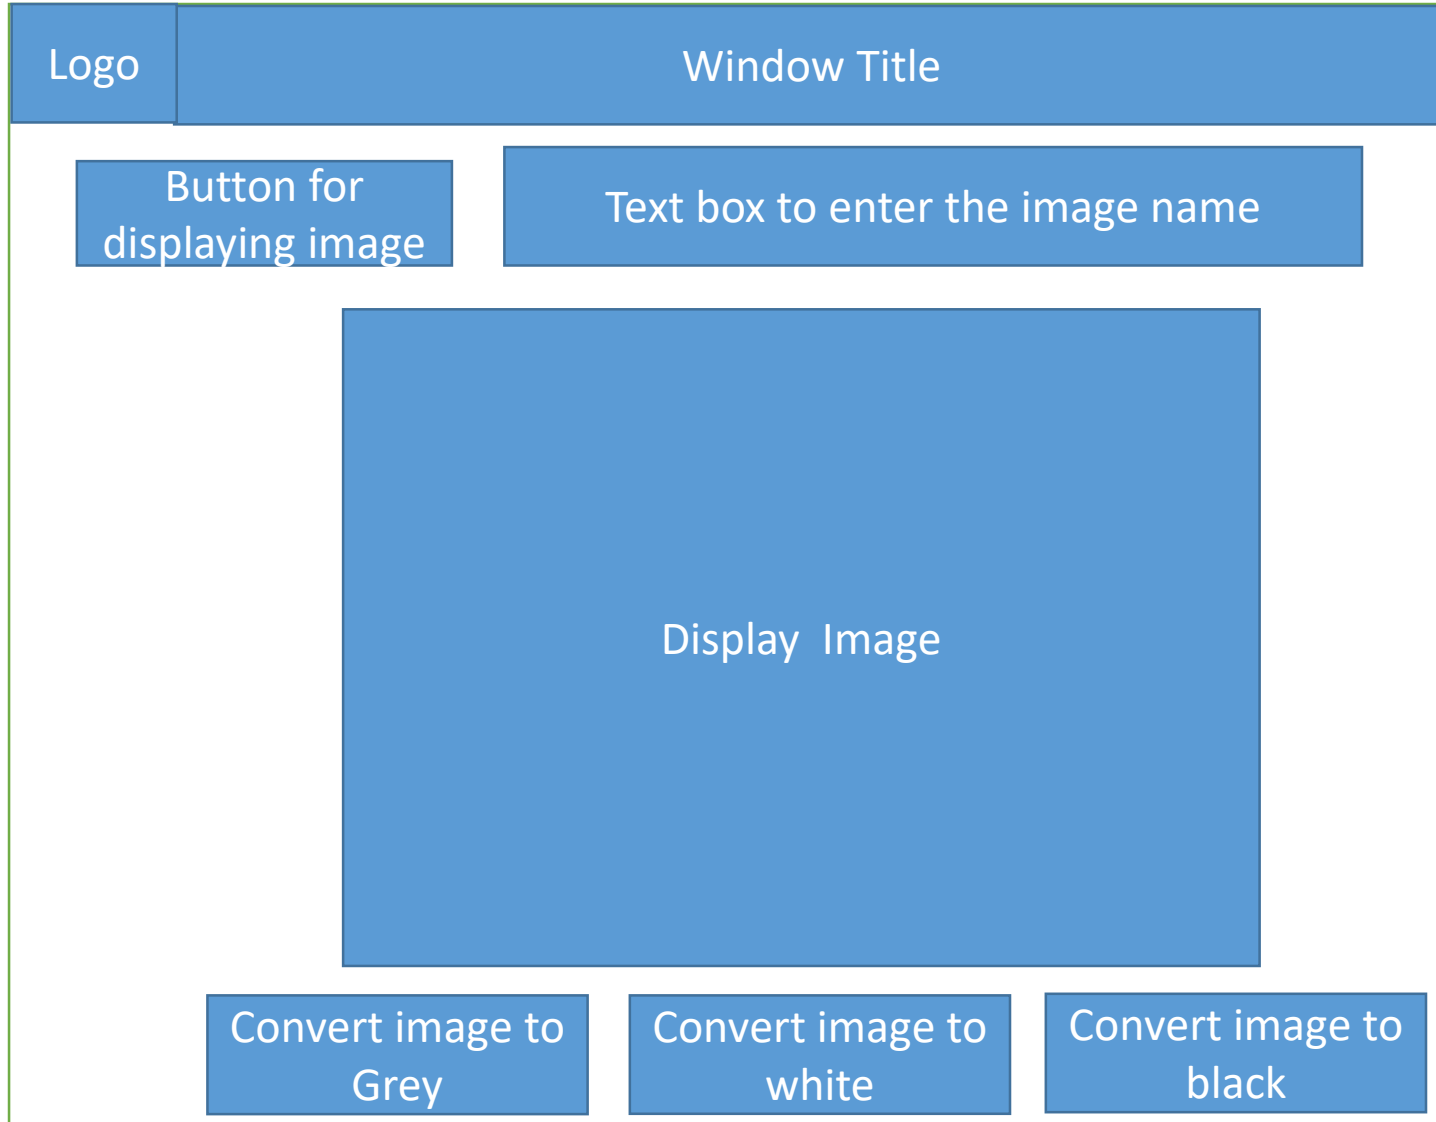 Logo
Window Title
Button for
displaying image
Text box to enter the image name
Display  Image
Convert image to
Grey
Convert image to
white
Convert image to
black